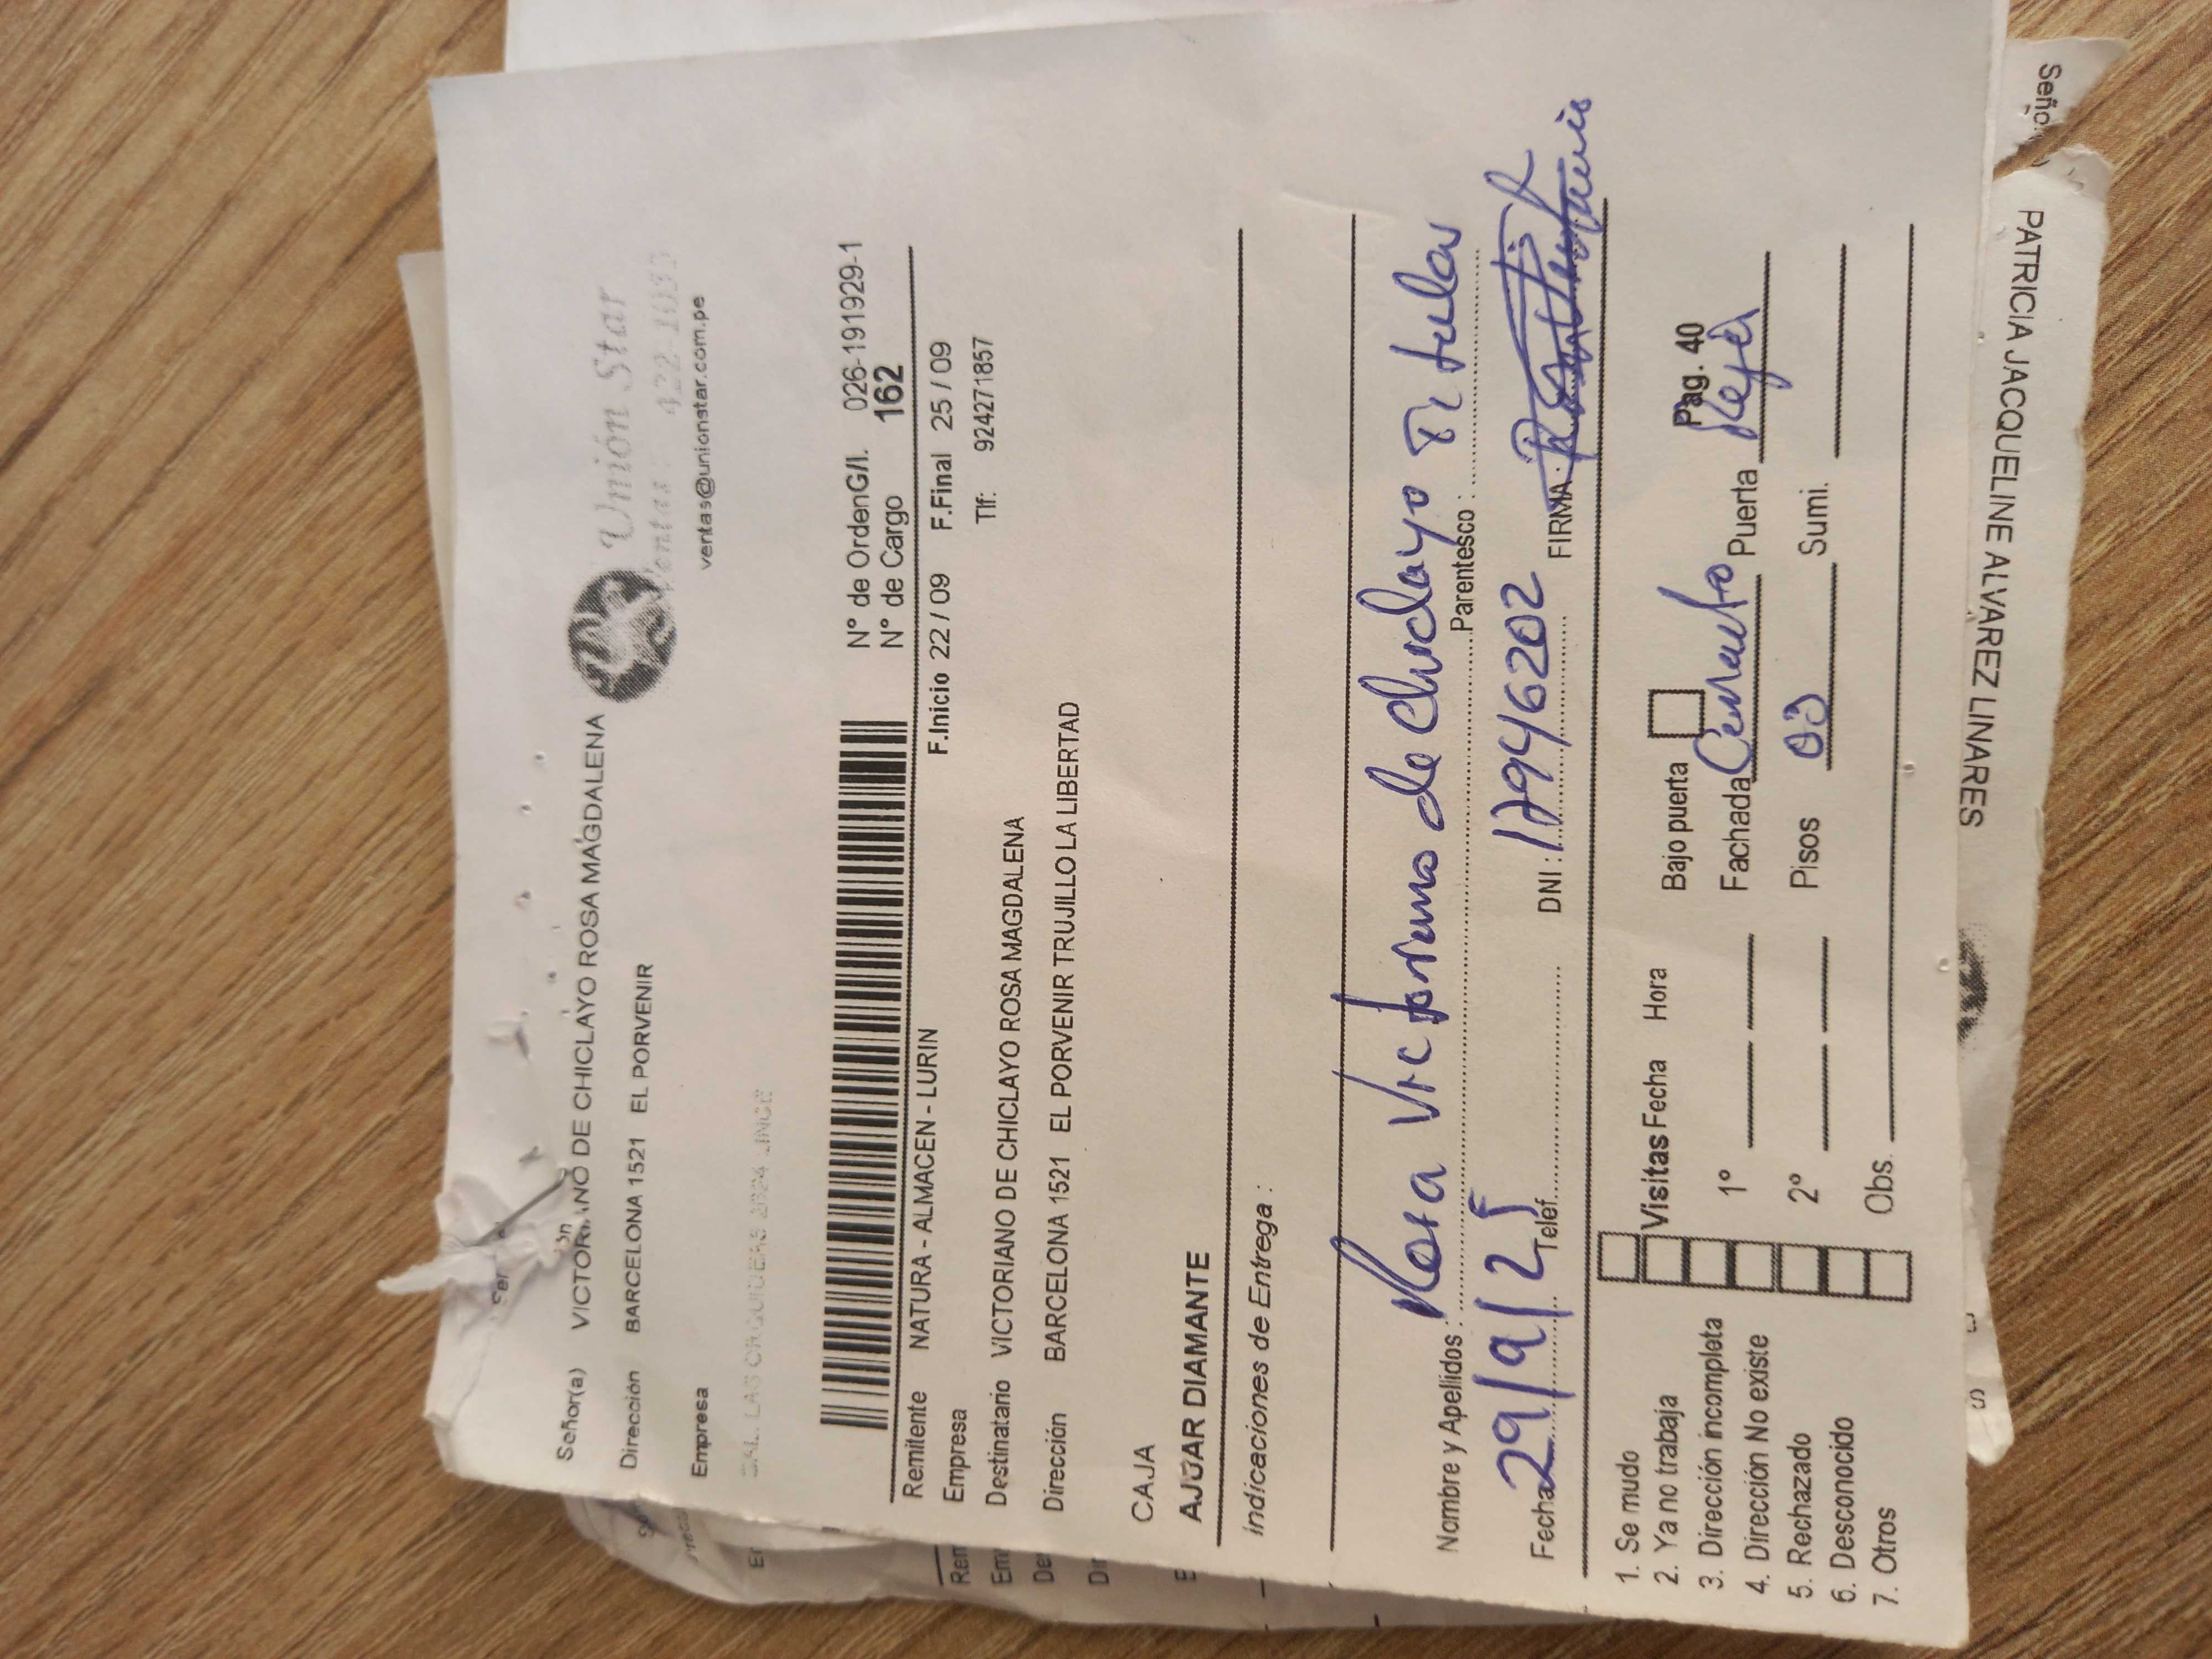 Señor(a) VICTORIANO DE CHICLAYO ROSA MAGDALENA
Dirección BARCELONA 1521 EL PORVENIR
Empresa
Unión Star
ventas@unionstar.com.pe
N° de OrdenG/I. 026-191929-1
N° de Cargo 162
F.Inicio 22 / 09 F.Final 25 / 09
Remitente NATURA - ALMACEN - LURIN
Empresa Tlf: 924271857
Destinatario VICTORIANO DE CHICLAYO ROSA MAGDALENA
Dirección BARCELONA 1521 EL PORVENIR TRUJILLO LA LIBERTAD
CAJA
AJUAR DIAMANTE
Indicaciones de Entrega :
Nombre y Apellidos : Rosa Victoriano de Chiclayo Parentesco : Titular
Fecha 29/9/25 Telef. DNI : 17946202 FIRMA :
1. Se mudo
2. Ya no trabaja
3. Dirección incompleta
4. Dirección No existe
5. Rechazado
6. Desconocido
7. Otros
Visitas Fecha Hora
1°
2°
Obs.
Bajo puerta Pag. 40
Fachada Cemento Puerta Reja
Pisos 03 Sumi.
PATRICIA JACQUELINE ALVAREZ LINARES